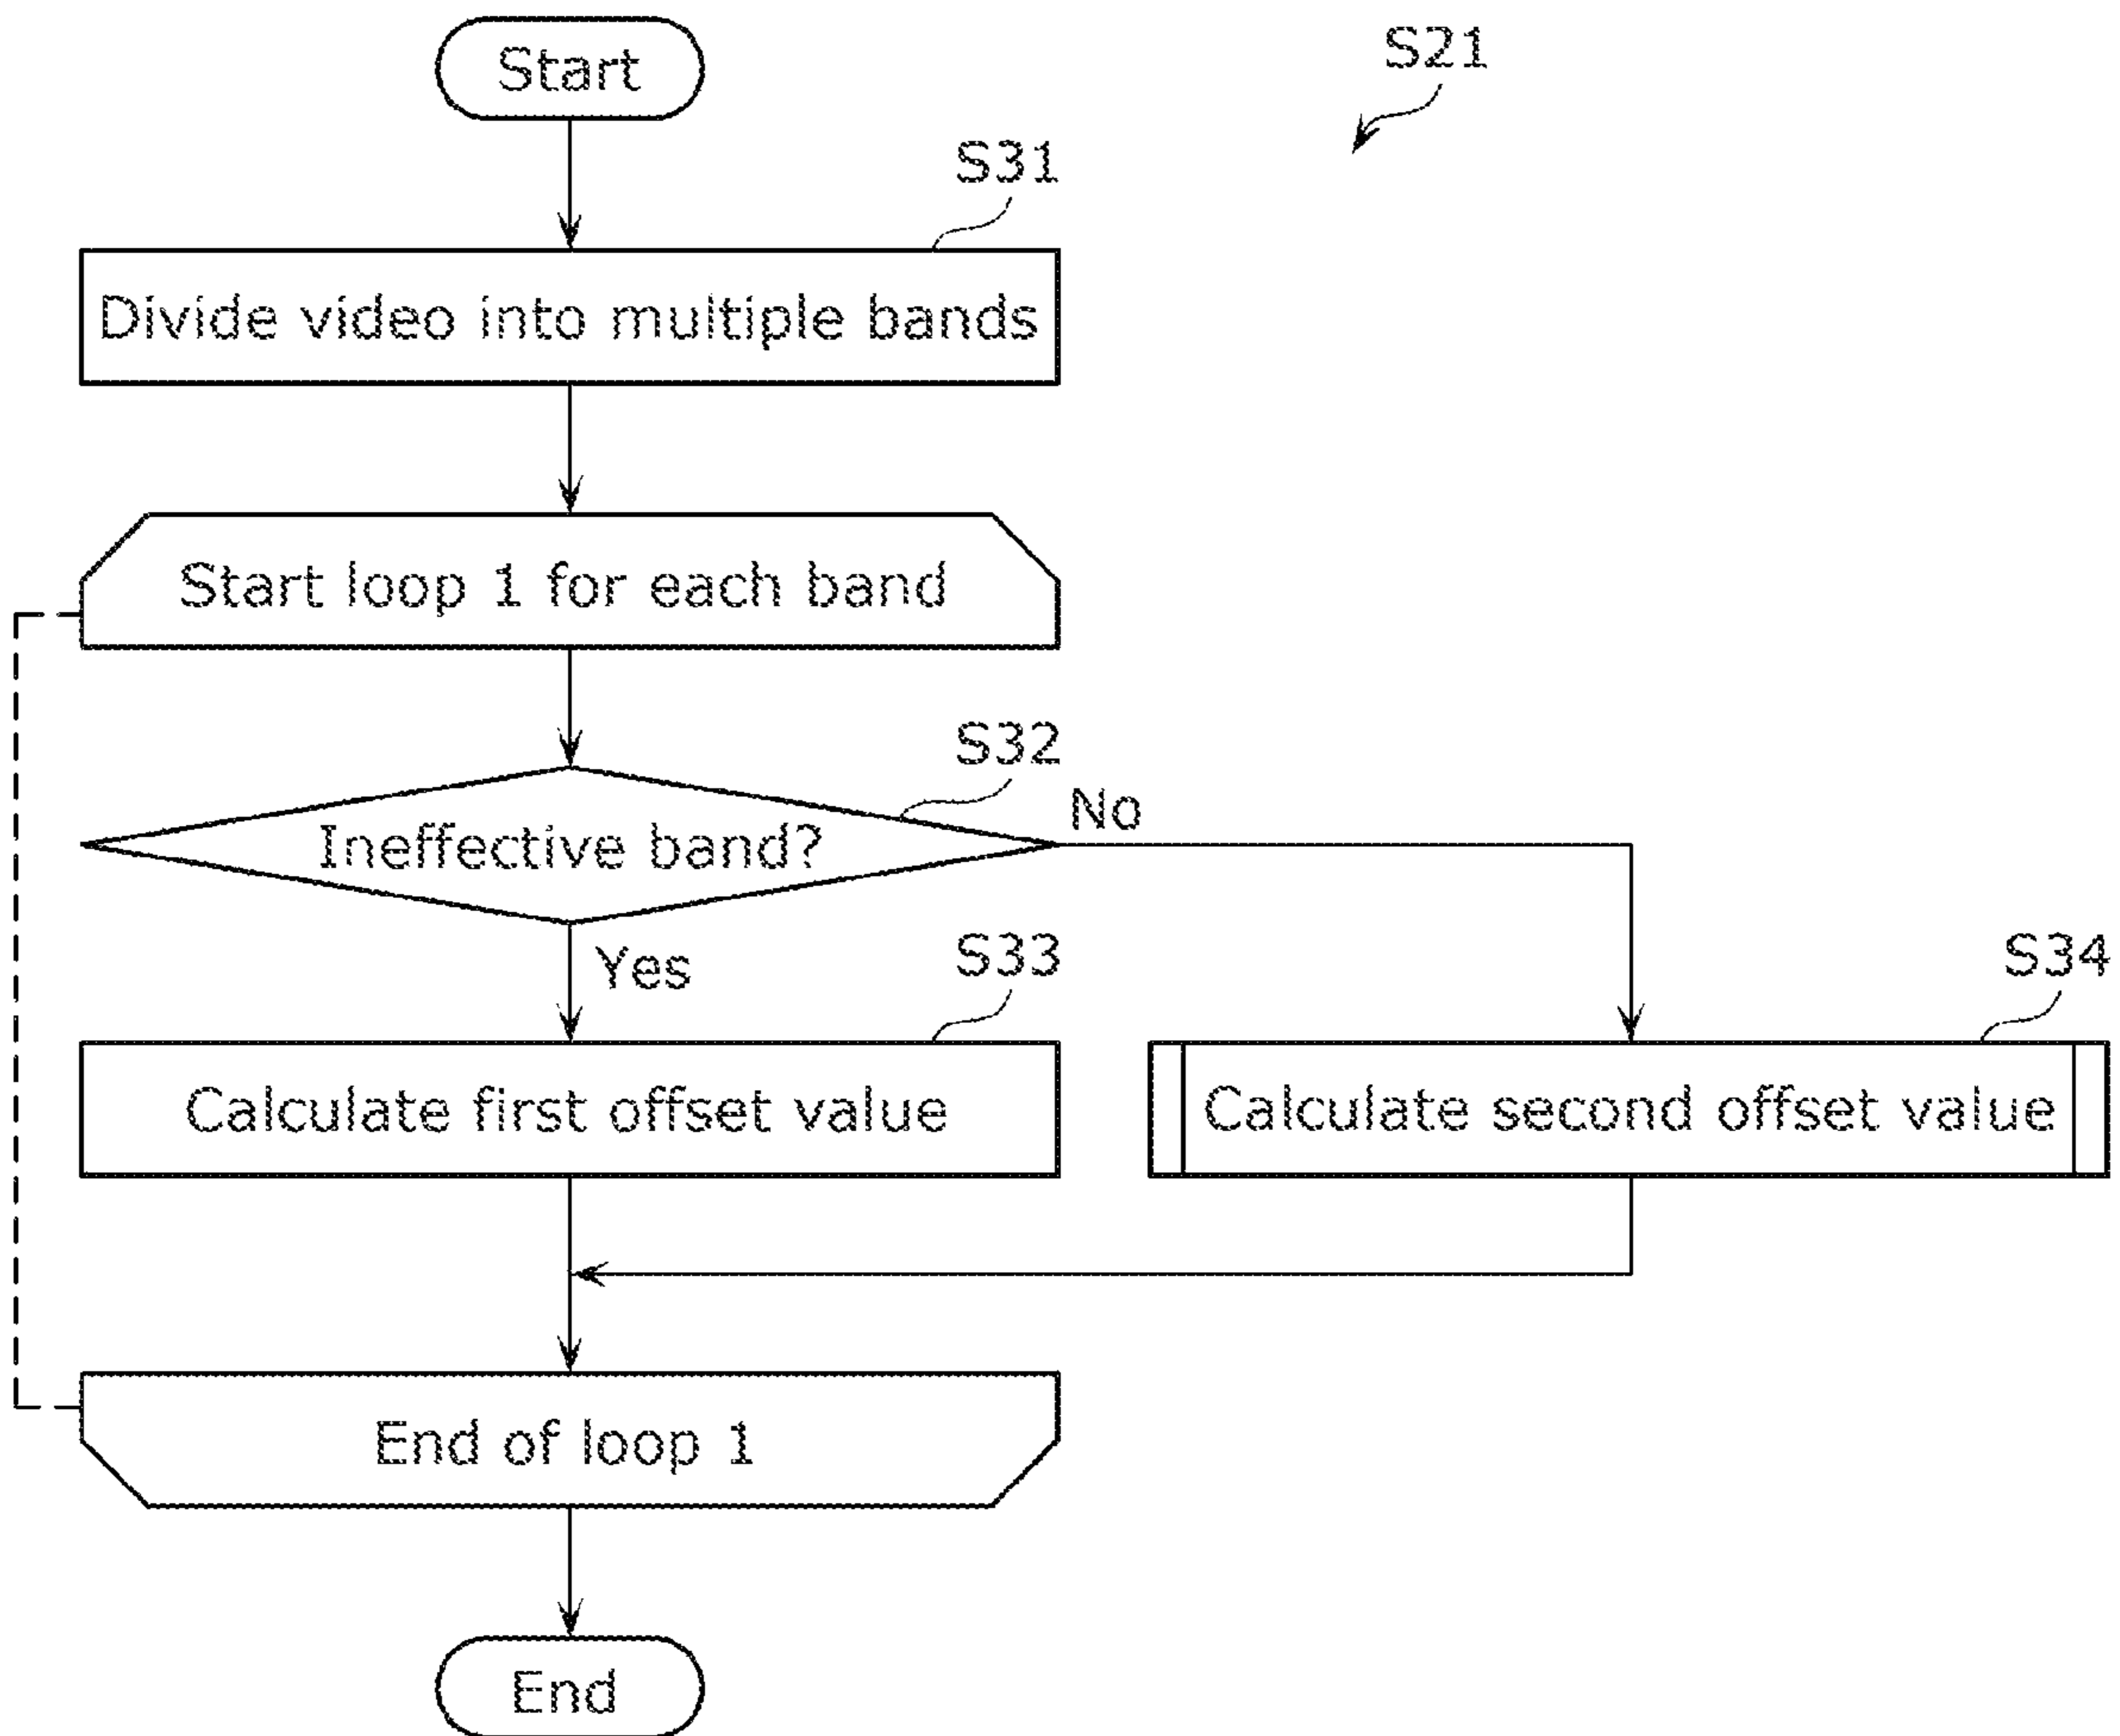 Start
S21
S31
Divide video into multiple bands
Start loop 1 for each band
S32
Ineffective band?
No
Yes
S33
S34
Calculate first offset value
Calculate second offset value
End of loop 1
End